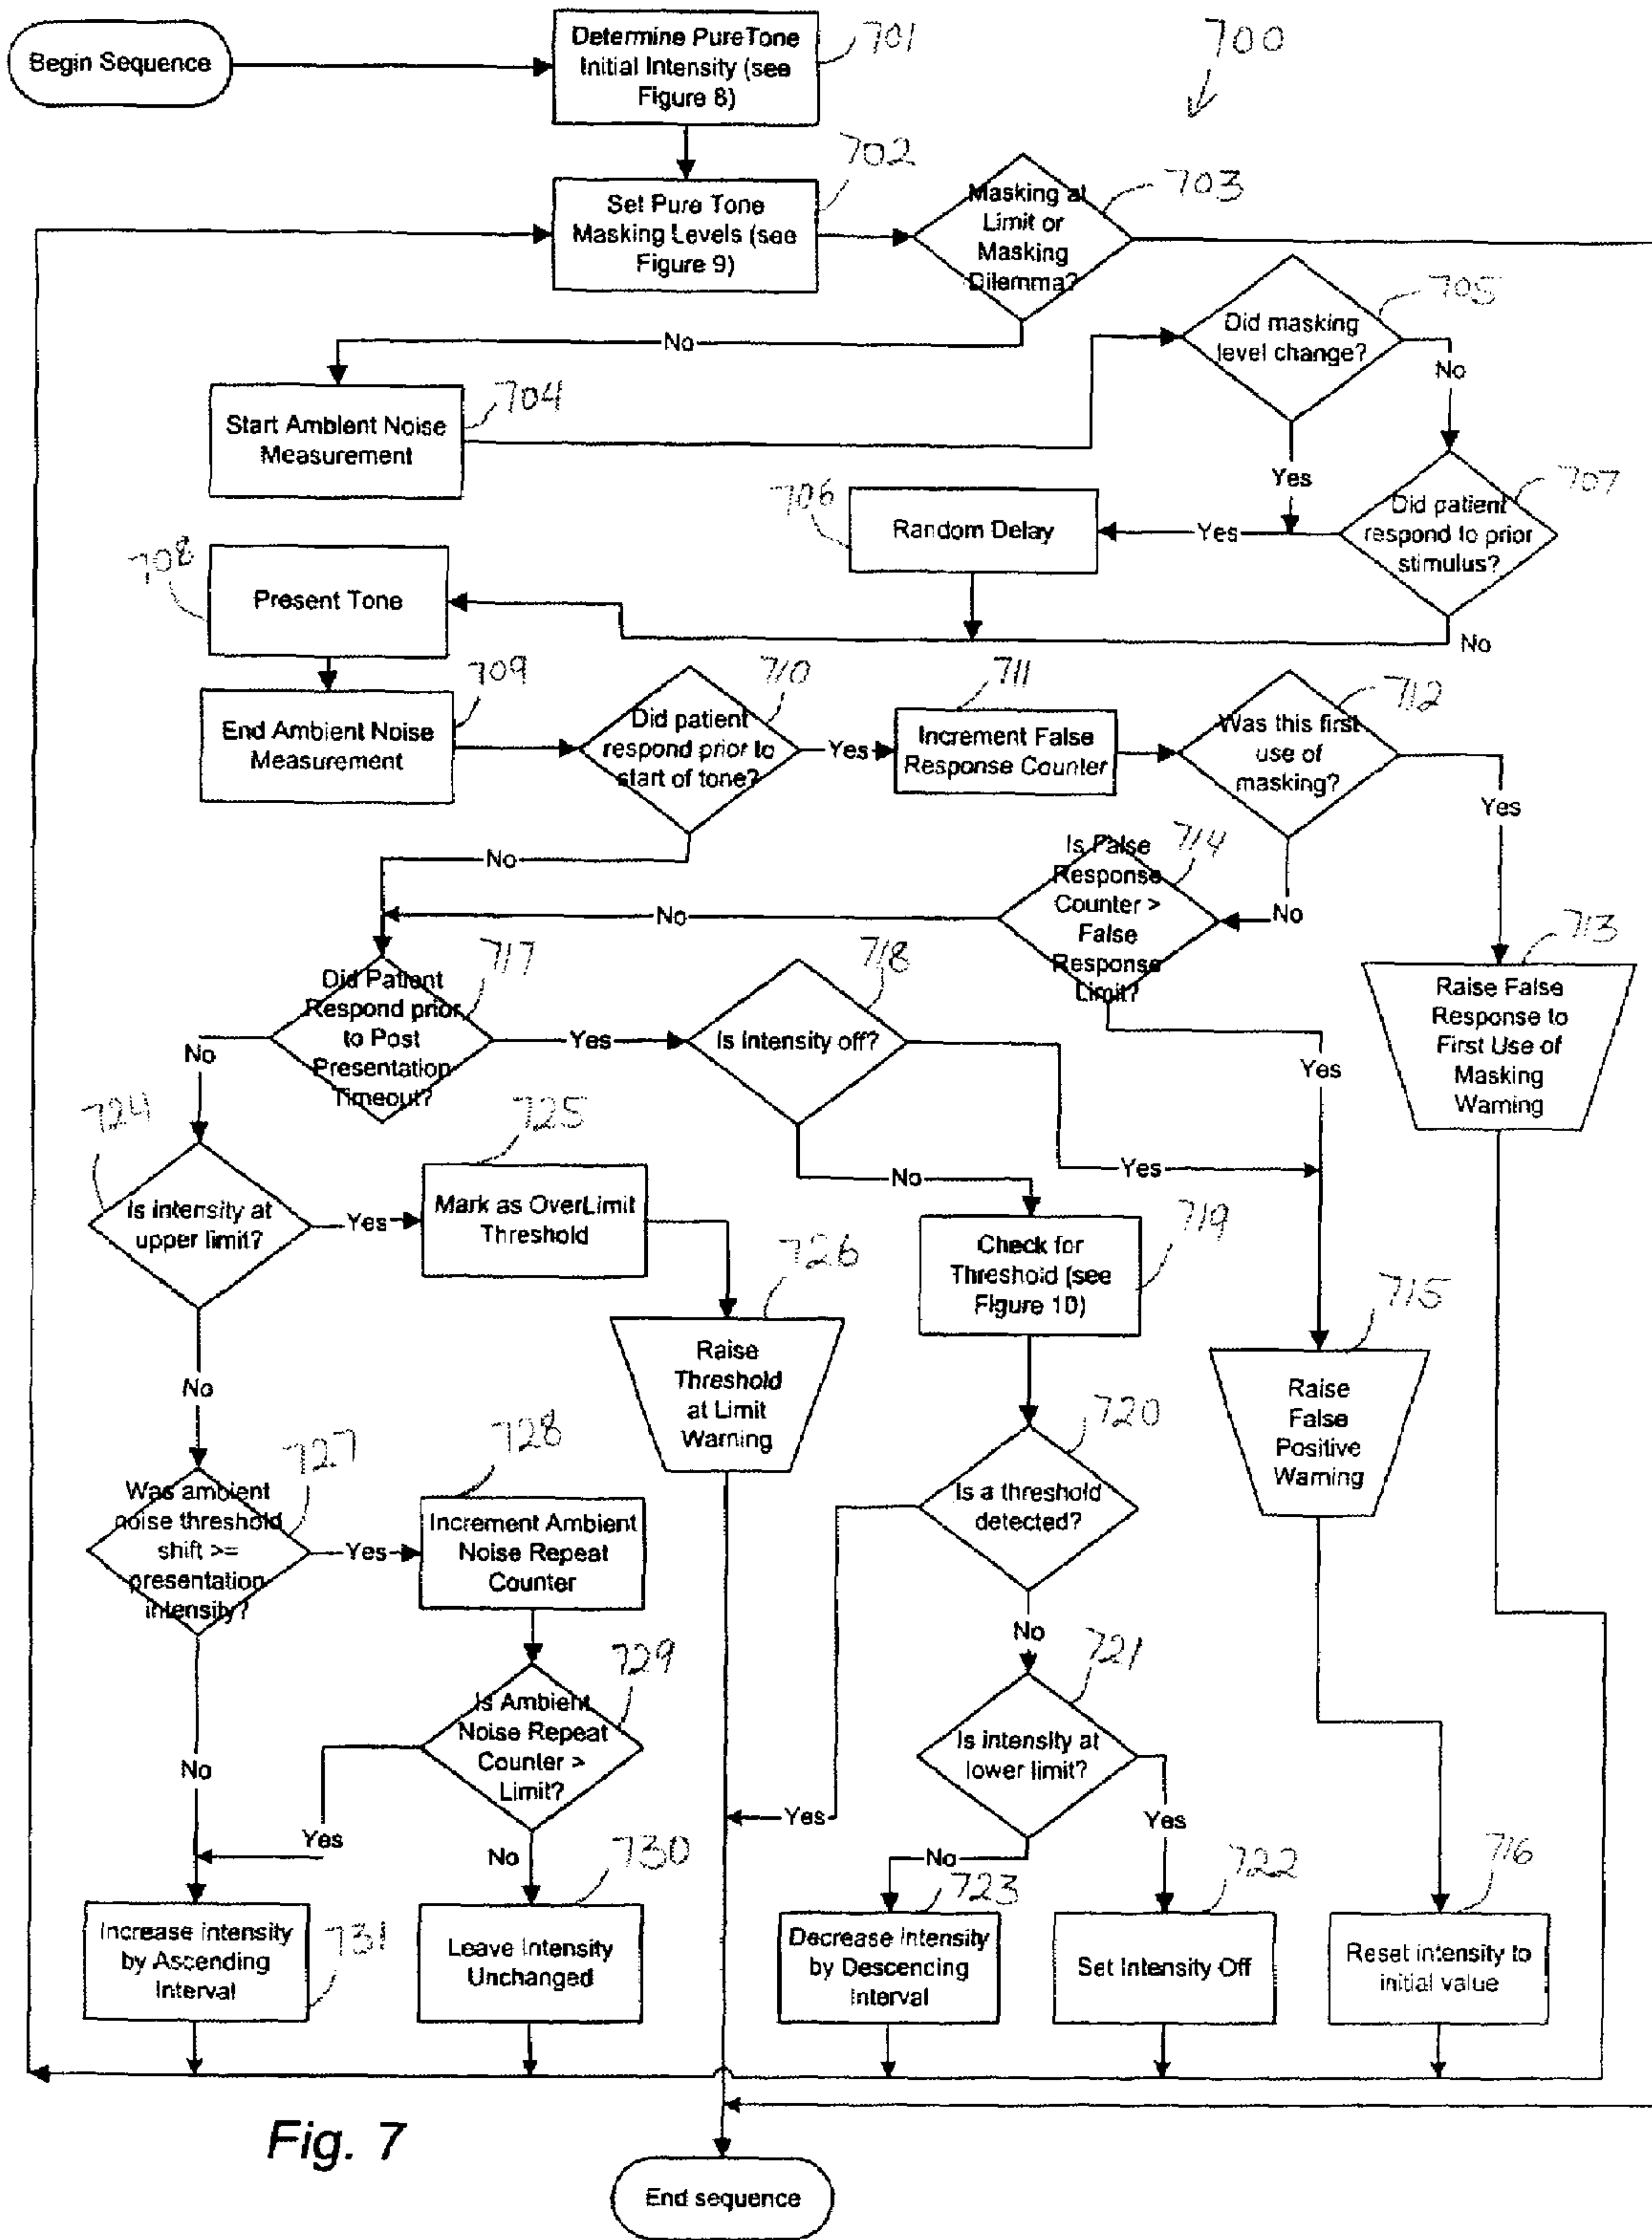 Begin Sequence
Determine PureTone
Initial Intensity (see
Figure 8)
701
700
702
Set Pure Tone
Masking Levels (see
Figure 9)
Masking at
Limit or
Masking
Dilemma?
703
No
Did masking
level change?
705
No
Start Ambient Noise
Measurement
704
Yes
706
Random Delay
Yes
Did patient
respond to prior
stimulus?
707
708
Present Tone
No
End Ambient Noise
Measurement
709
Did patient
respond prior to
start of tone?
710
Yes
711
Increment False
Response Counter
Was this first
use of
masking?
712
Yes
No
Is False
Response
Counter >
False
Response
Limit?
714
No
No
713
Raise False
Response to
First Use of
Masking
Warning
Did Patient
Respond prior
to Post
Presentation
Timeout?
717
Yes
Is Intensity off?
718
Yes
No
724
Is intensity at
upper limit?
Yes
725
Mark as OverLimit
Threshold
No
Yes
Check for
Threshold (see
Figure 10)
719
726
Raise
Threshold
at Limit
Warning
715
Raise
False
Positive
Warning
No
Was ambient
noise threshold
shift >=
presentation
intensity?
727
Yes
728
Increment Ambient
Noise Repeat
Counter
Is a threshold
detected?
720
No
Is Ambient
Noise Repeat
Counter >
Limit?
729
Is intensity at
lower limit?
721
No
Yes
Yes
Yes
No
No
730
723
722
716
Increase intensity
by Ascending
Interval
731
Leave Intensity
Unchanged
Decrease Intensity
by Descending
Interval
Set Intensity Off
Reset intensity to
initial value
Fig. 7
End sequence